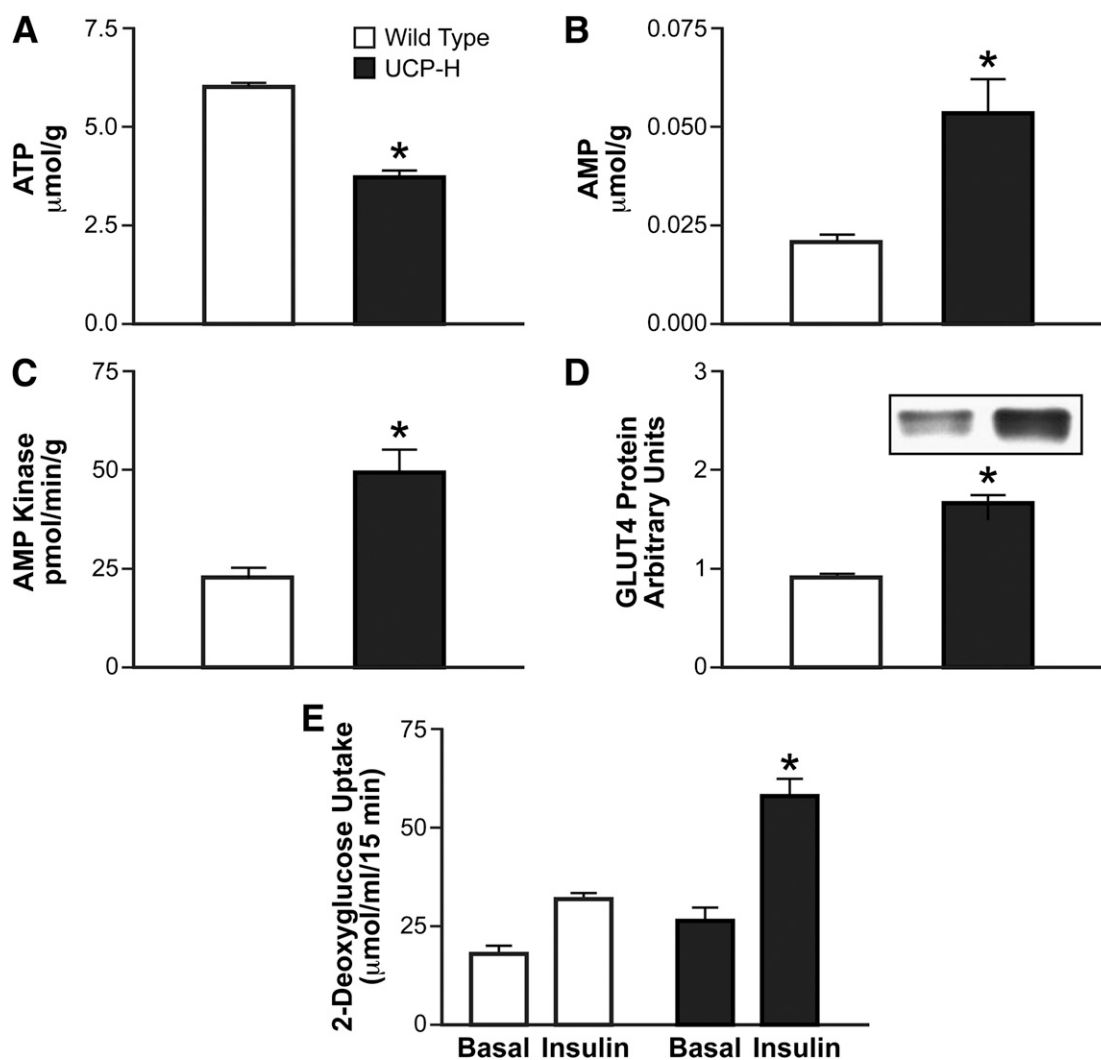 A
7.5
5.0
2.5
0.0
ATP
μmol/g
Wild Type
UCP-H
*
B
0.075
0.050
0.025
0.000
AMP
μmol/g
*
C
75
50
25
0
AMP Kinase
pmol/min/g
*
D
3
2
1
0
GLUT4 Protein
Arbitrary Units
*
E
75
50
25
0
2-Deoxyglucose Uptake
(μmol/ml/15 min)
*
Basal Insulin Basal Insulin